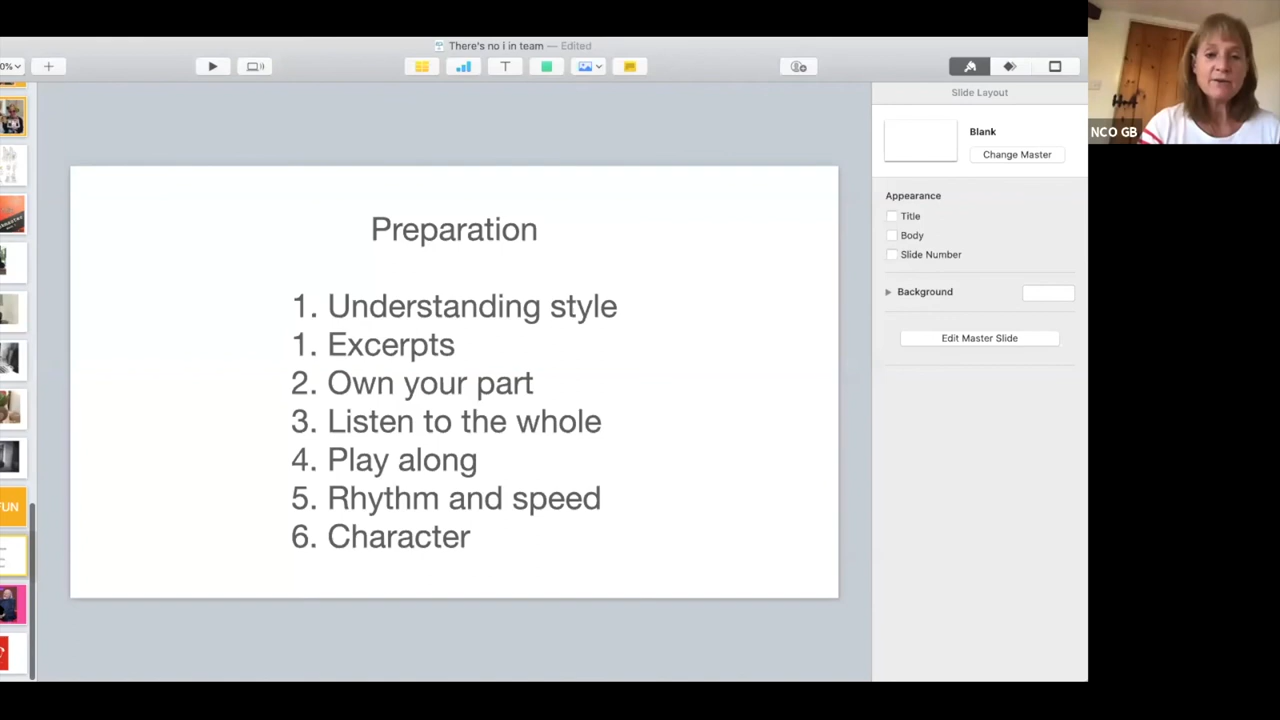 There's no i in team — Edited
0%
T
Slide Layout
Blank
Change Master
NCO GB
Appearance
Title
Body
Slide Number
Background
Edit Master Slide
Preparation
1. Understanding style
1. Excerpts
2. Own your part
3. Listen to the whole
4. Play along
5. Rhythm and speed
6. Character
FUN